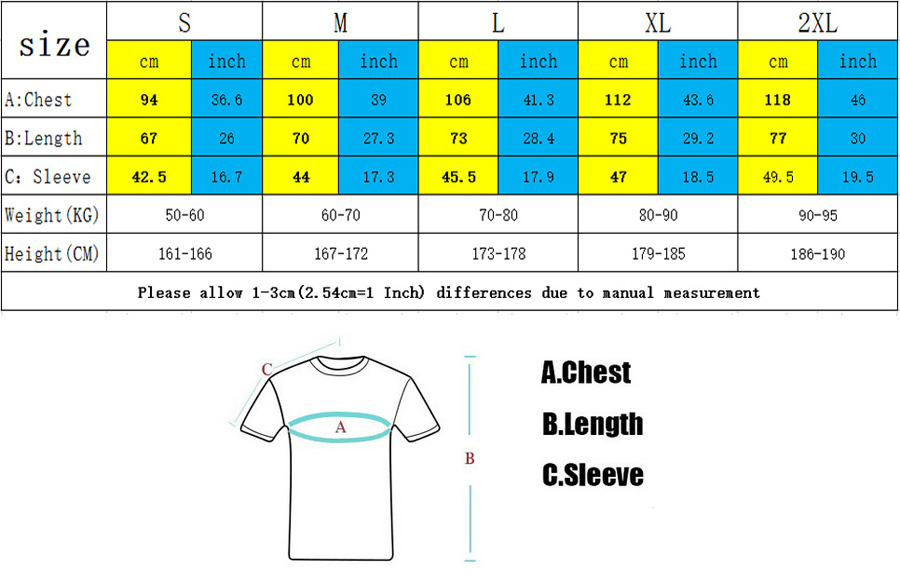 size S M L XL 2XL
cm inch cm inch cm inch cm inch cm inch
A:Chest 94 36.6 100 39 106 41.3 112 43.6 118 46
B:Length 67 26 70 27.3 73 28.4 75 29.2 77 30
C: Sleeve 42.5 16.7 44 17.3 45.5 17.9 47 18.5 49.5 19.5
Weight(KG) 50-60 60-70 70-80 80-90 90-95
Height(CM) 161-166 167-172 173-178 179-185 186-190
Please allow 1-3cm(2.54cm=1 Inch) differences due to manual measurement
C
A
B
A.Chest
B.Length
C.Sleeve